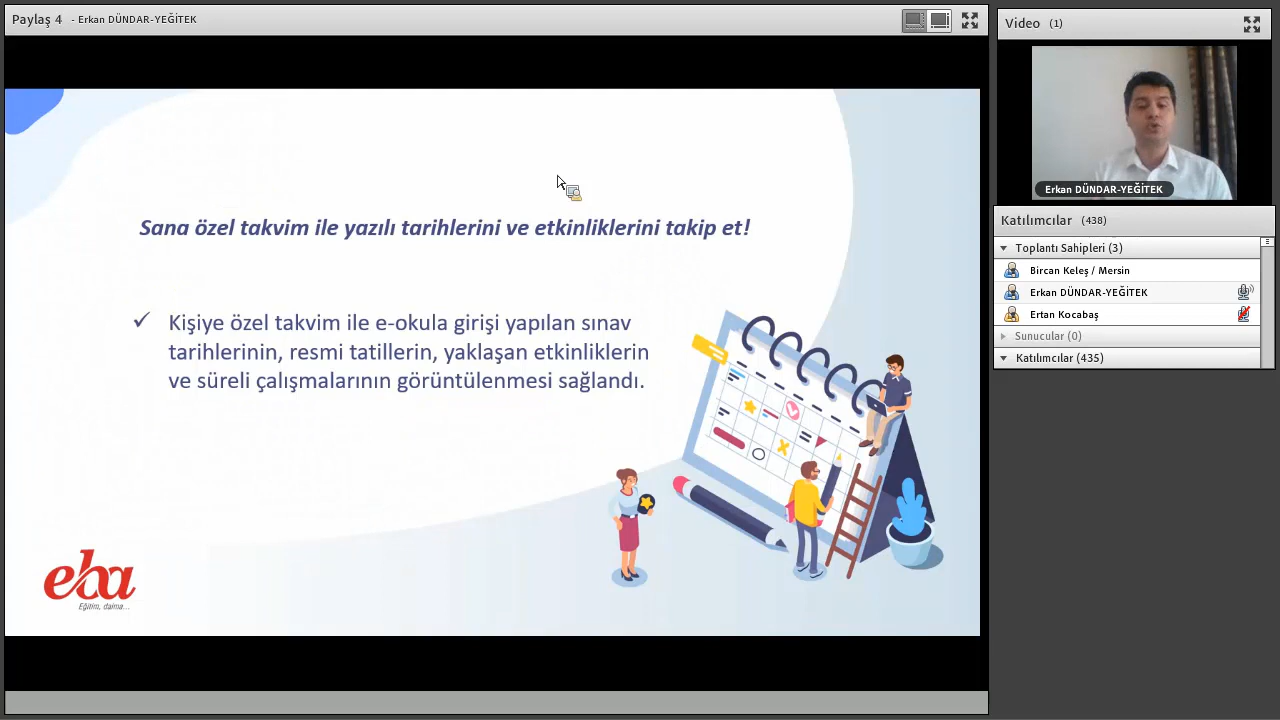 Paylaş 4 - Erkan DÜNDAR-YEĞİTEK
Sana özel takvim ile yazılı tarihlerini ve etkinliklerini takip et!
✓ Kişiye özel takvim ile e-okula girişi yapılan sınav
tarihlerinin, resmi tatillerin, yaklaşan etkinliklerin
ve süreli çalışmalarının görüntülenmesi sağlandı.
eba
Eğitim, daima...
Video (1)
Erkan DÜNDAR-YEĞİTEK
Katılımcılar (438)
Toplantı Sahipleri (3)
Bircan Keleş / Mersin
Erkan DÜNDAR-YEĞİTEK
Ertan Kocabaş
Sunucular (0)
Katılımcılar (435)